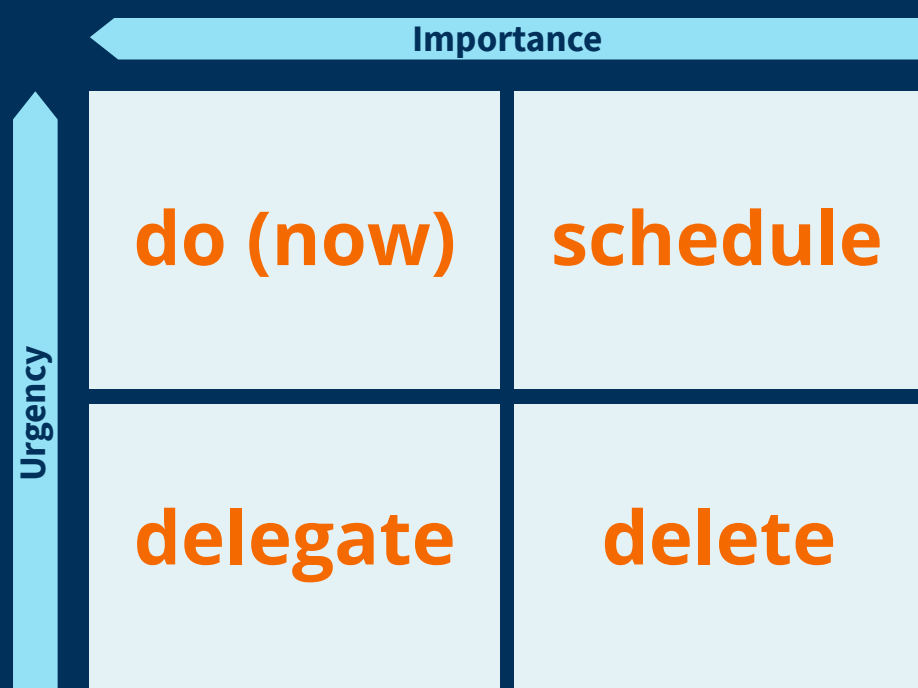 Importance
Urgency
do (now)
schedule
delegate
delete